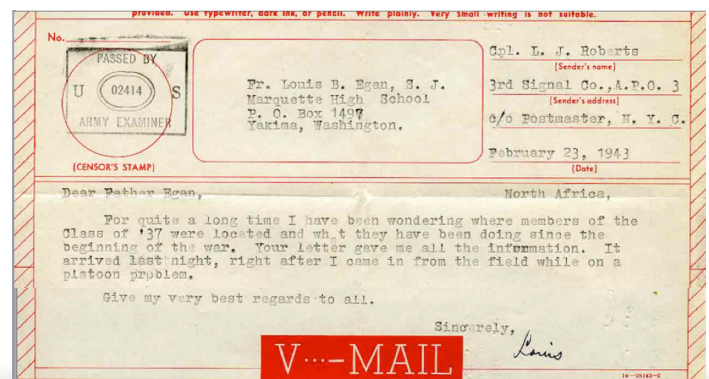 provided. Use typewriter, dark ink, or pencil. Write plainly. Very small writing is not suitable.
No.
PASSED BY
U 02414 S
ARMY EXAMINER
(CENSOR'S STAMP)
Fr. Louis B. Egan, S. J.
Marquette High School
P. O. Box 1497
Yakima, Washington.
Cpl. L. J. Roberts
(Sender's name)
3rd Signal Co.,A.P.O. 3
(Sender's address)
c/o Postmaster, N. Y. C.
February 23, 1943
(Date)
Dear Father Egan, North Africa,
For quite a long time I have been wondering where members of the
Class of '37 were located and what they have been doing since the
beginning of the war. Your letter gave me all the information. It
arrived last night, right after I came in from the field while on a
platoon problem.
Give my very best regards to all.
Sincerely,
Louis
V···—MAIL
16—28143-2